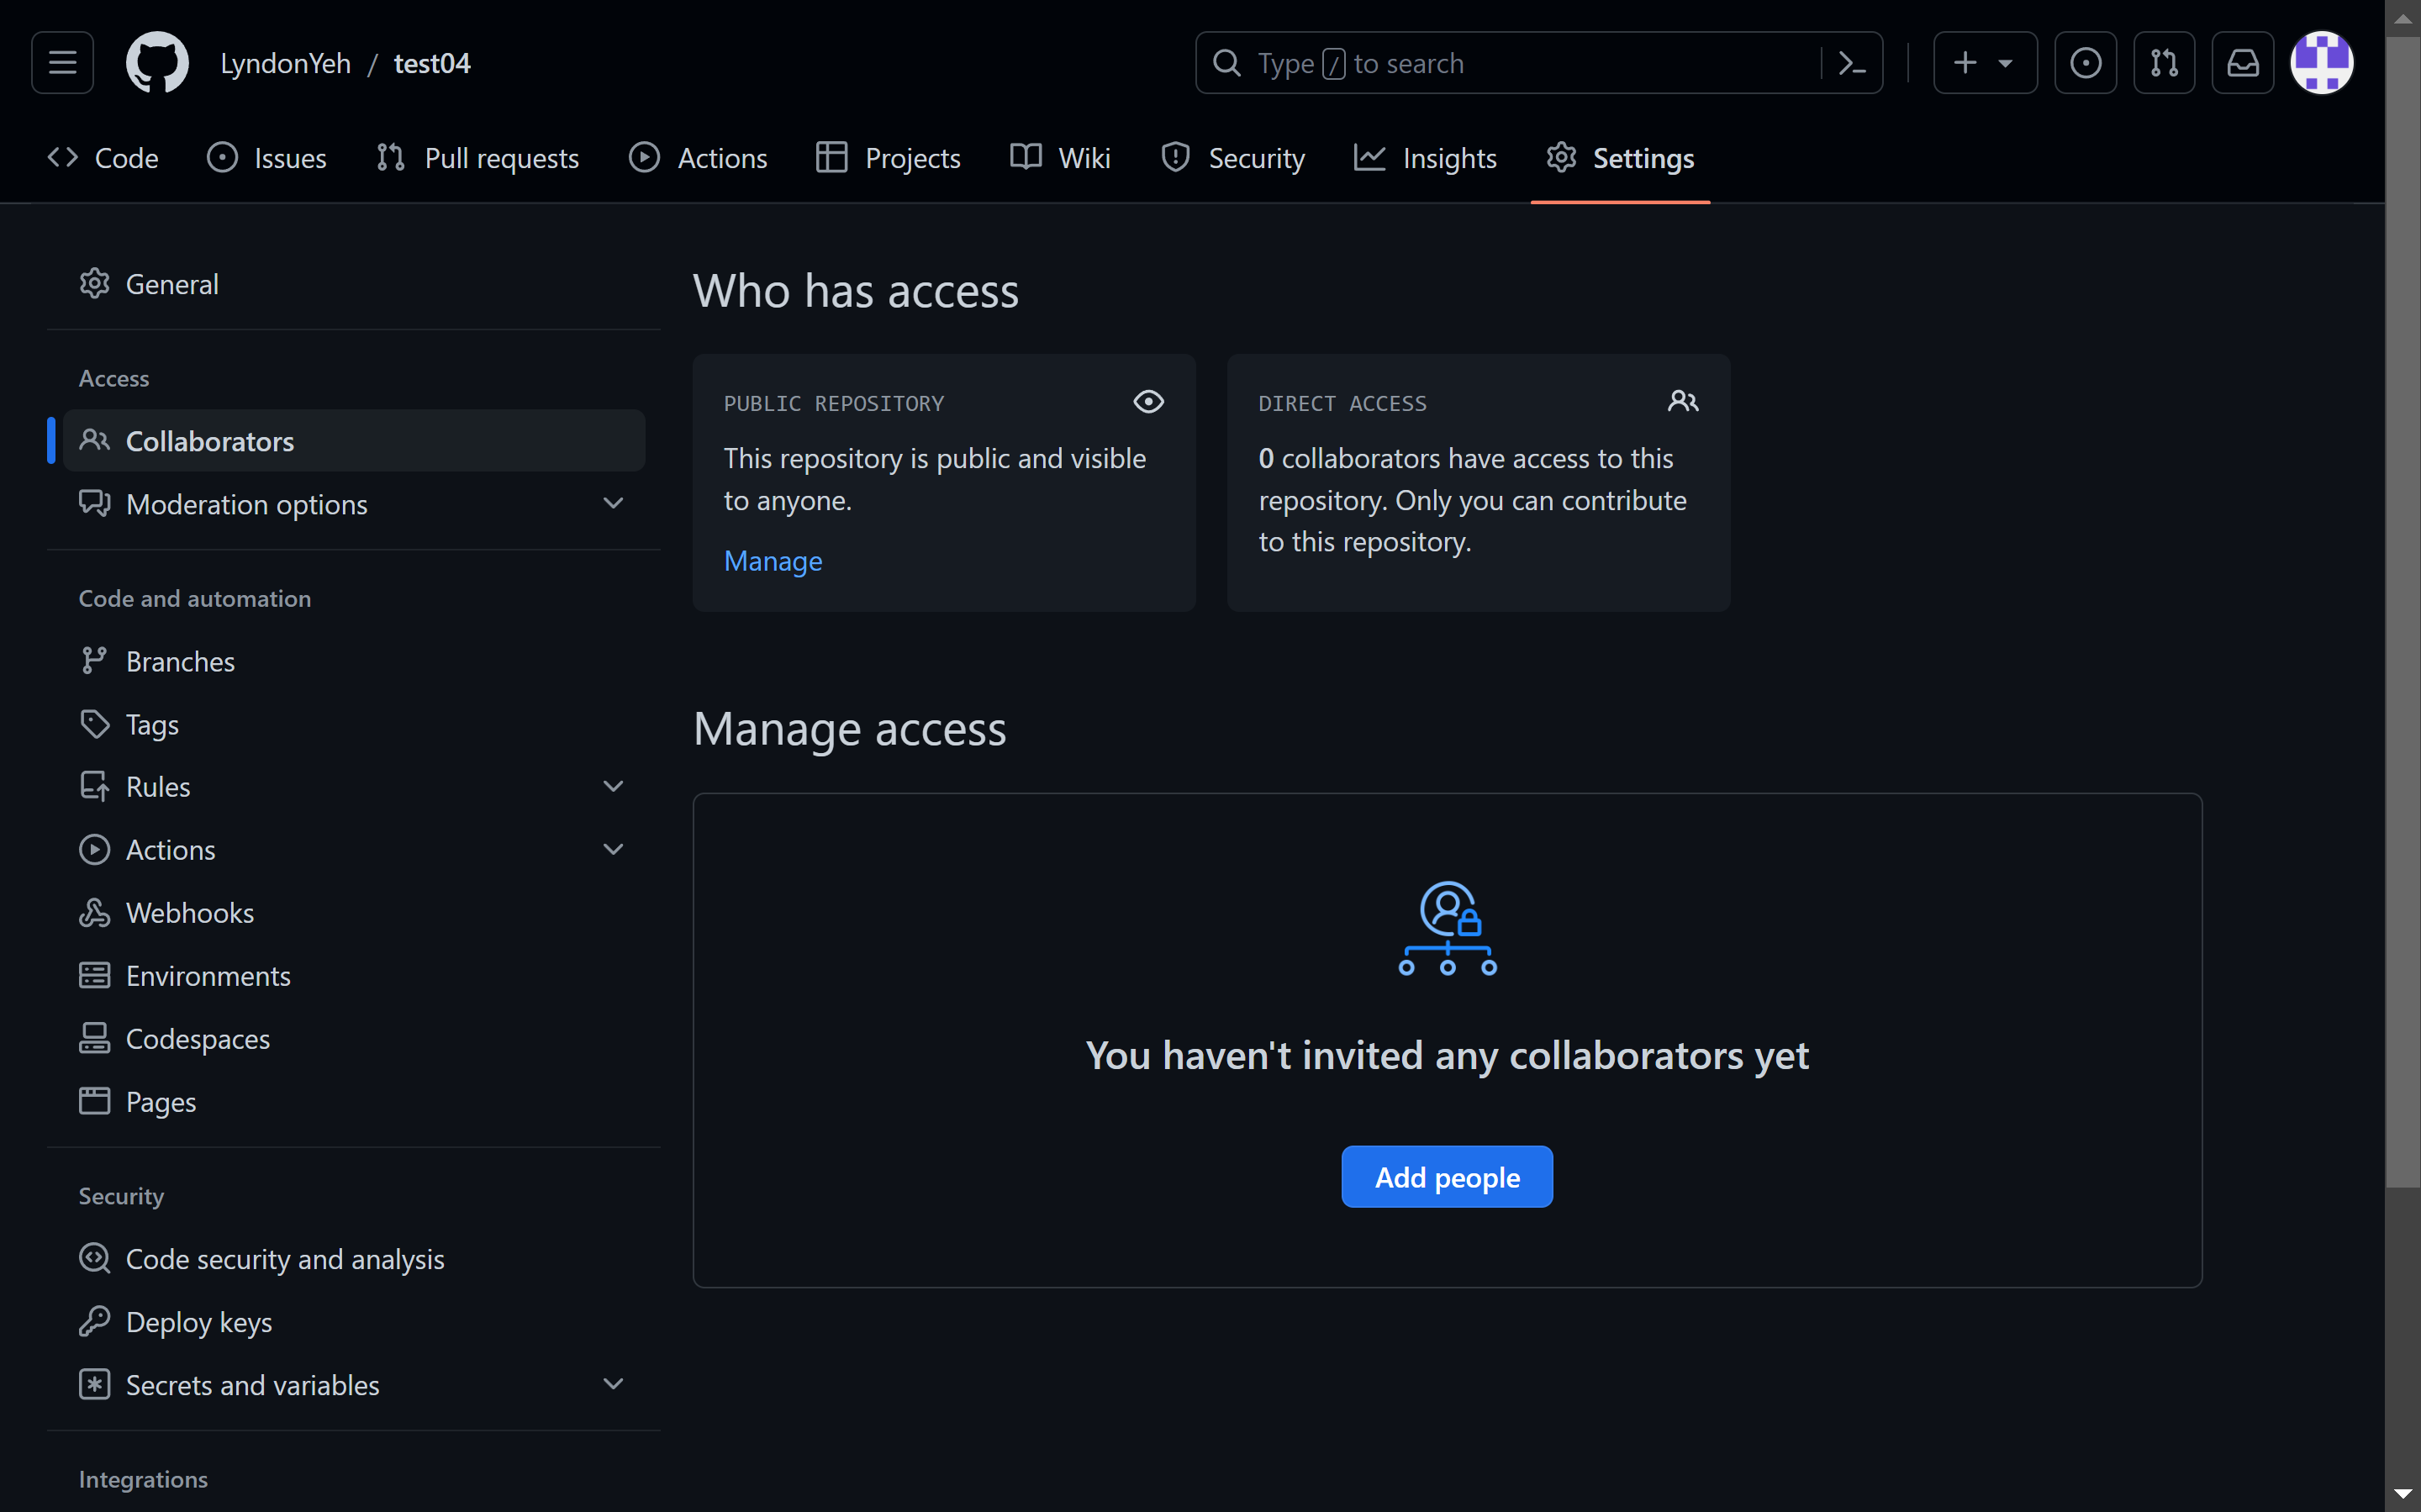 LyndonYeh / test04
Type / to search
Code
Issues
Pull requests
Actions
Projects
Wiki
Security
Insights
Settings
General
Access
Collaborators
Moderation options
Code and automation
Branches
Tags
Rules
Actions
Webhooks
Environments
Codespaces
Pages
Security
Code security and analysis
Deploy keys
Secrets and variables
Integrations
Who has access
PUBLIC REPOSITORY
This repository is public and visible
to anyone.
Manage
DIRECT ACCESS
0 collaborators have access to this
repository. Only you can contribute
to this repository.
Manage access
You haven't invited any collaborators yet
Add people